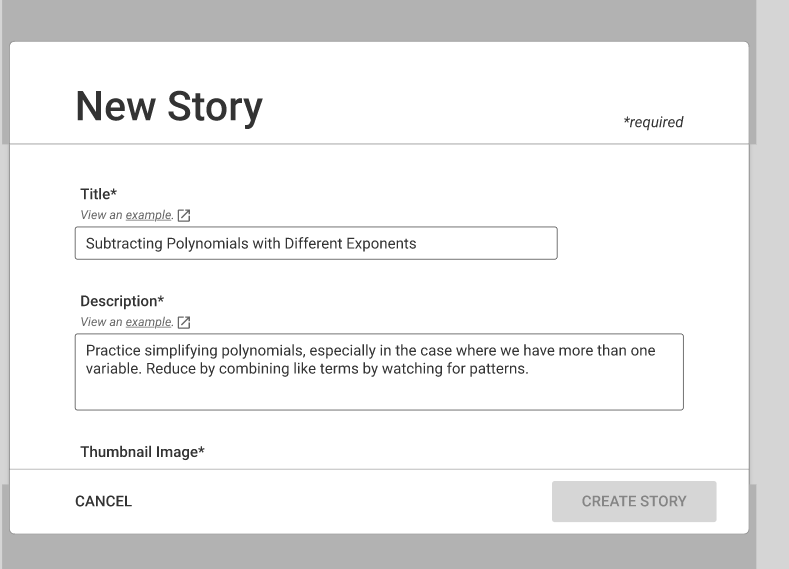 New Story
*required
Title*
View an example.
Subtracting Polynomials with Different Exponents
Description*
View an example.
Practice simplifying polynomials, especially in the case where we have more than one
variable. Reduce by combining like terms by watching for patterns.
Thumbnail Image*
CANCEL
CREATE STORY